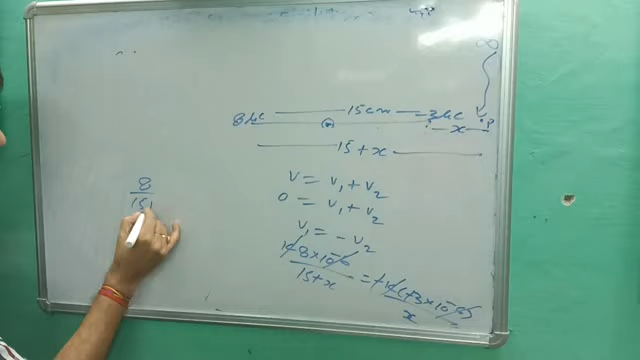 ∞
8μC 15cm -3μC V
P
x
15 + x
V = V₁ + V₂
0 = V₁ + V₂
V₁ = - V₂
8 × 10⁻⁶ / 15+x = + 3 × 10⁻⁶ / x
8
15